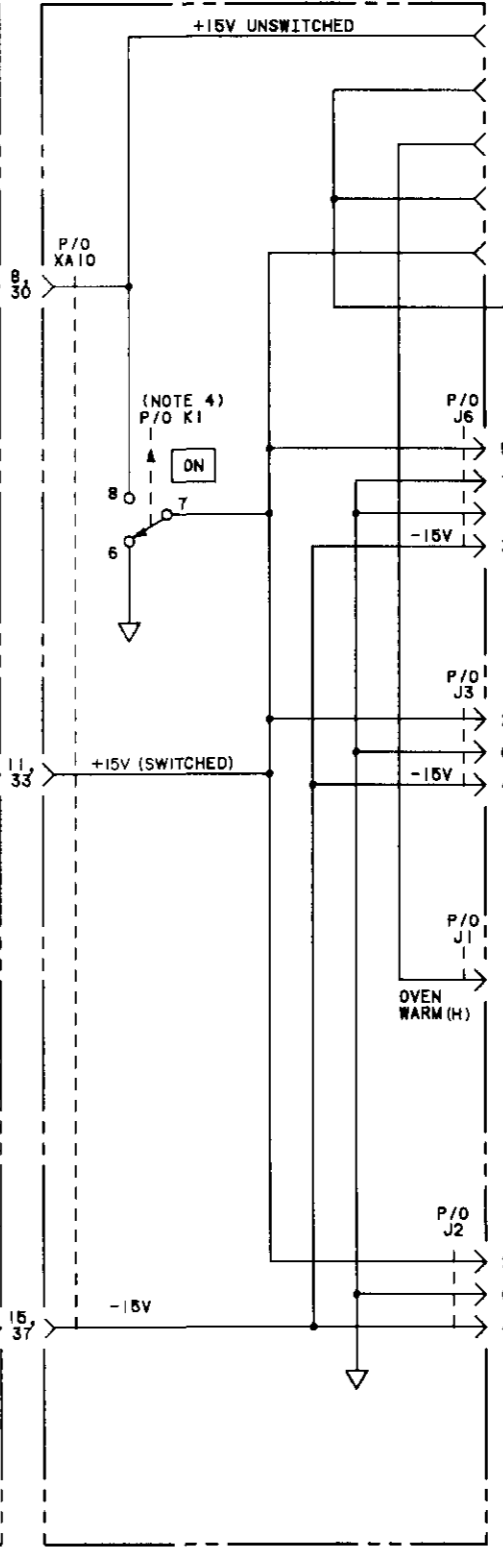 +15V UNSWITCHED
P/O
XA10
8,
30
(NOTE 4)
P/O K1
ON
8
7
6
P/O
J6
-15V
P/O
J3
11,
33
+15V (SWITCHED)
-15V
P/O
J1
OVEN
WARM (H)
P/O
J2
15,
37
-15V